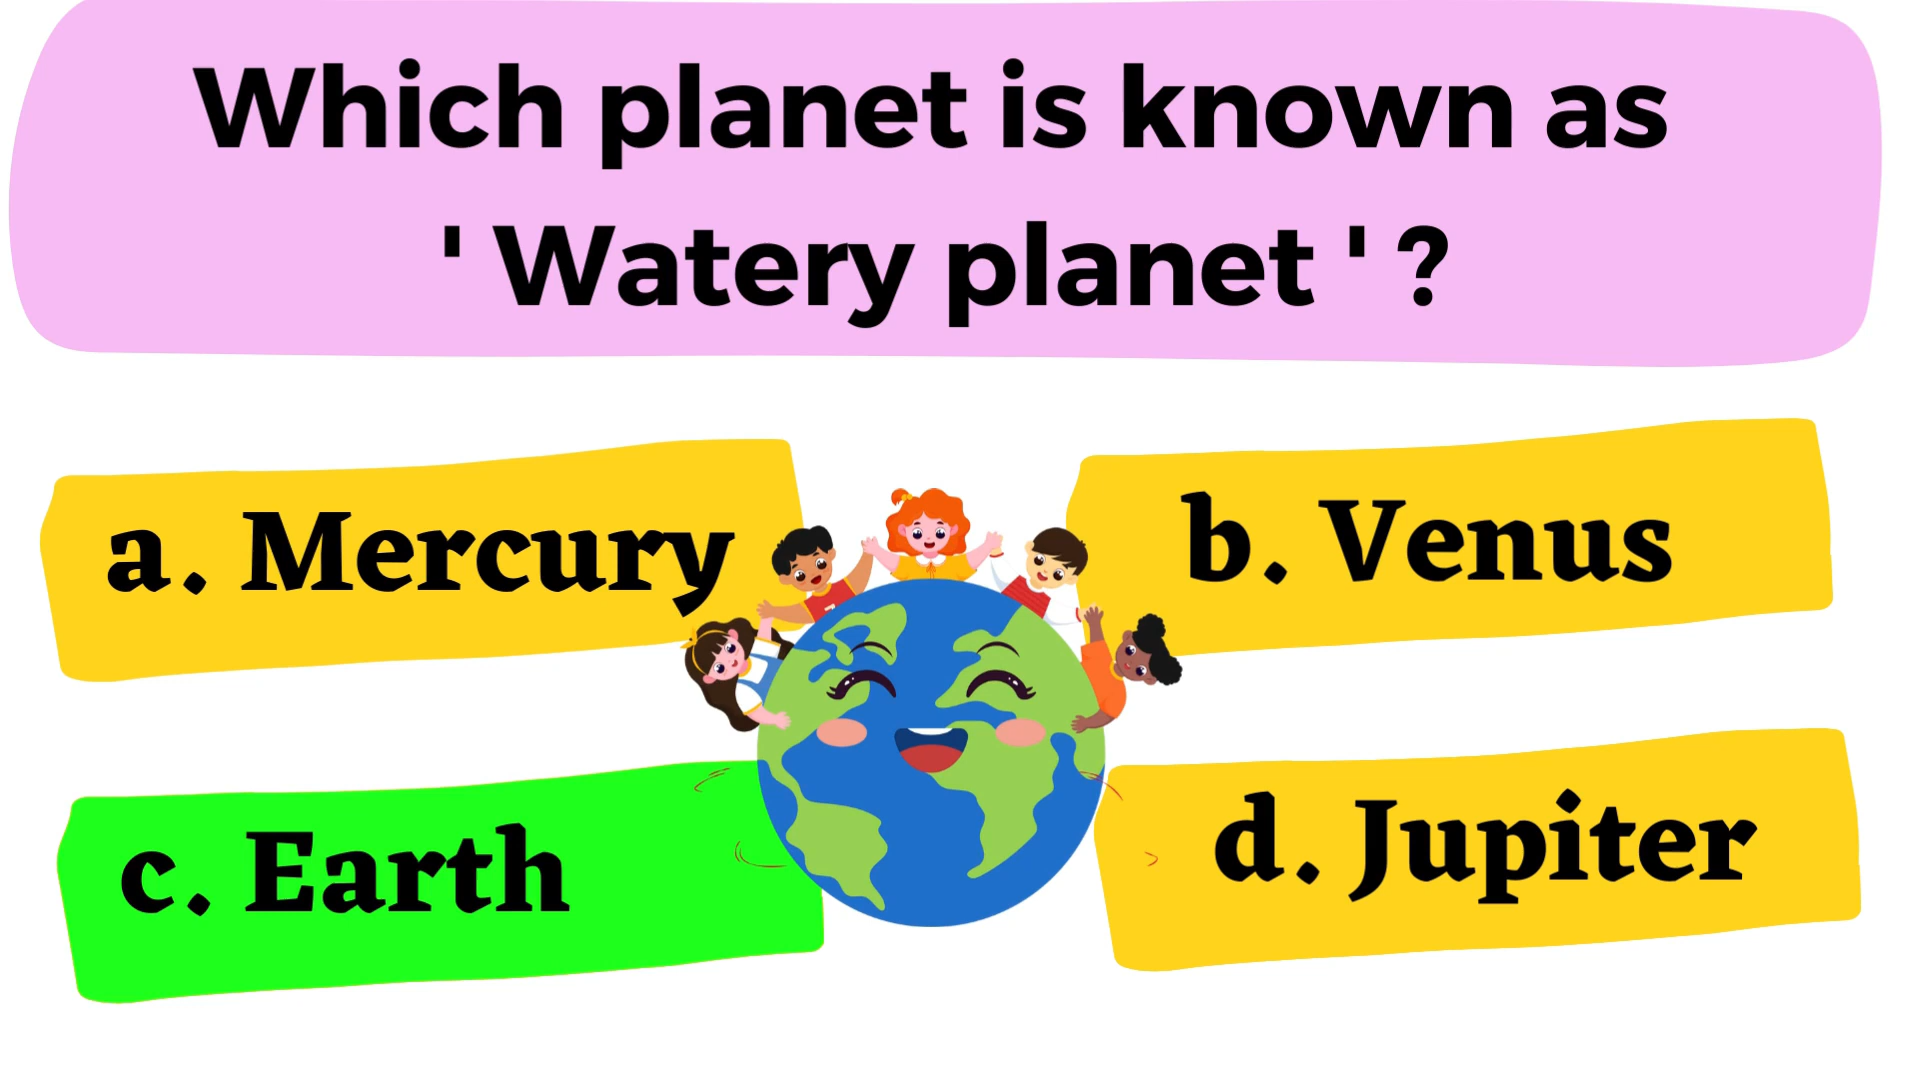 Which planet is known as
' Watery planet ' ?
a. Mercury
b. Venus
c. Earth
d. Jupiter